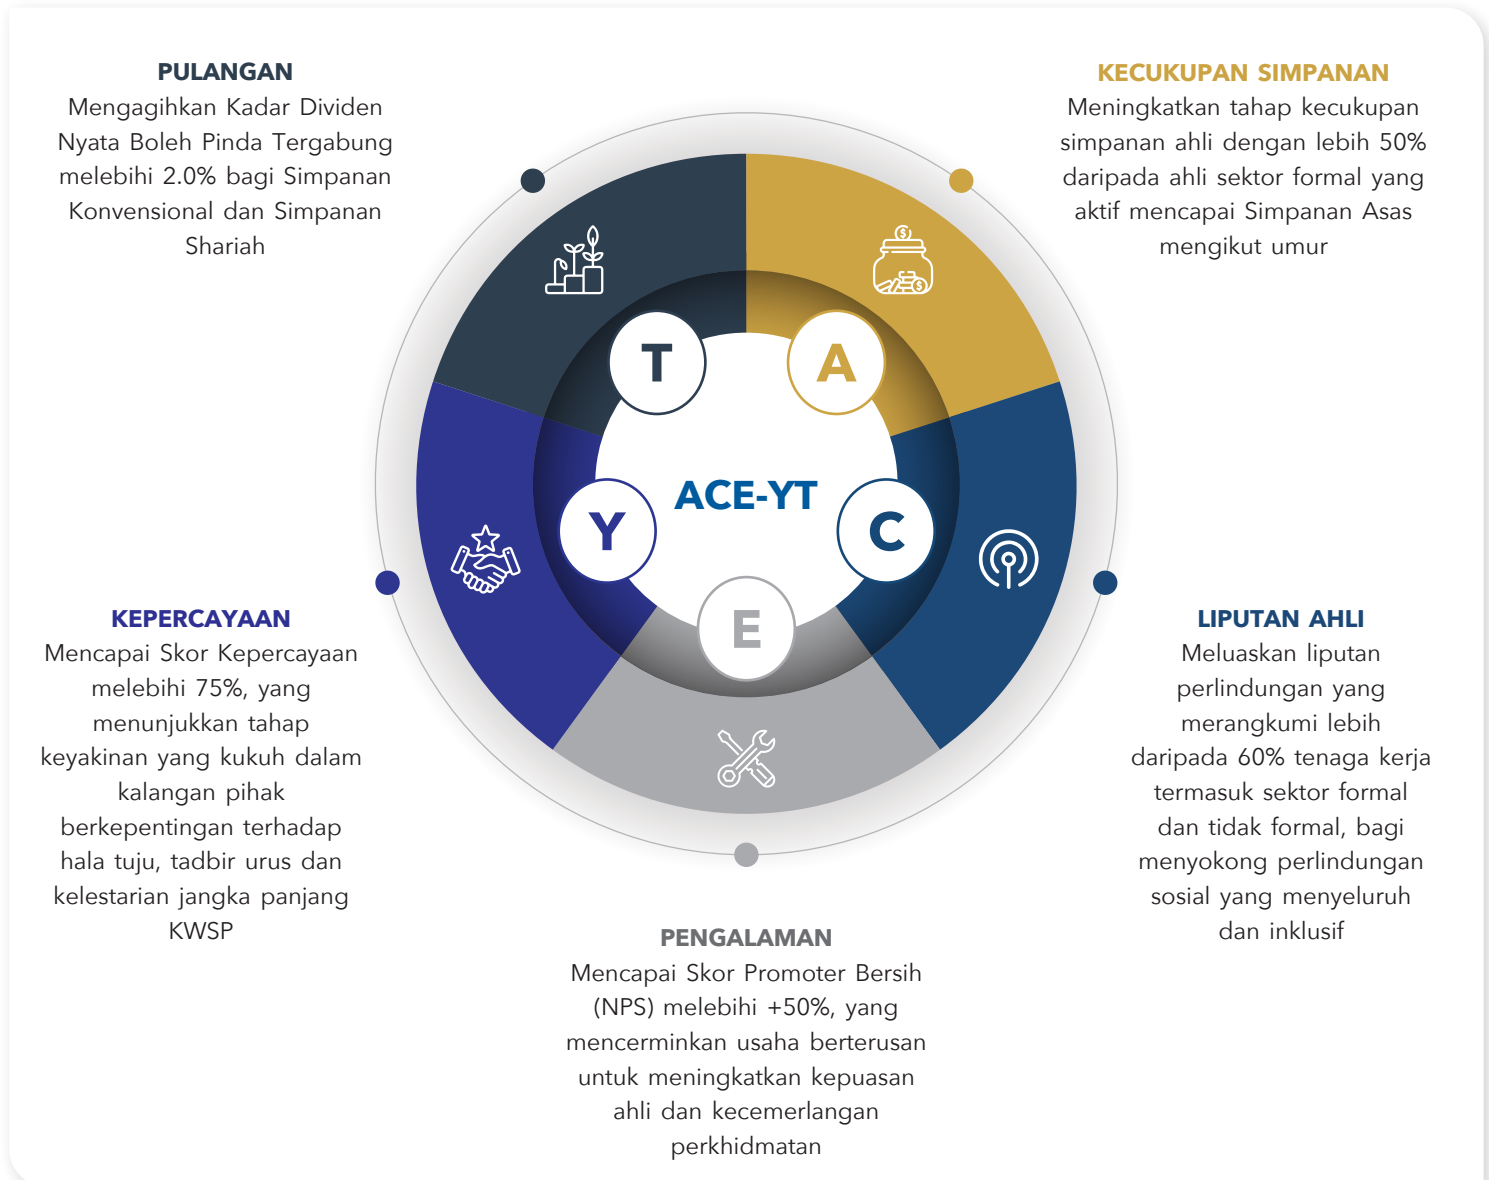 PULANGAN
Mengagihkan Kadar Dividen
Nyata Boleh Pinda Tergabung
melebihi 2.0% bagi Simpanan
Konvensional dan Simpanan
Shariah
KECUKUPAN SIMPANAN
Meningkatkan tahap kecukupan
simpanan ahli dengan lebih 50%
daripada ahli sektor formal yang
aktif mencapai Simpanan Asas
mengikut umur
T
A
ACE-YT
Y
C
E
KEPERCAYAAN
Mencapai Skor Kepercayaan
melebihi 75%, yang
menunjukkan tahap
keyakinan yang kukuh dalam
kalangan pihak
berkepentingan terhadap
hala tuju, tadbir urus dan
kelestarian jangka panjang
KWSP
LIPUTAN AHLI
Meluaskan liputan
perlindungan yang
merangkumi lebih
daripada 60% tenaga kerja
termasuk sektor formal
dan tidak formal, bagi
menyokong perlindungan
sosial yang menyeluruh
dan inklusif
PENGALAMAN
Mencapai Skor Promoter Bersih
(NPS) melebihi +50%, yang
mencerminkan usaha berterusan
untuk meningkatkan kepuasan
ahli dan kecemerlangan
perkhidmatan